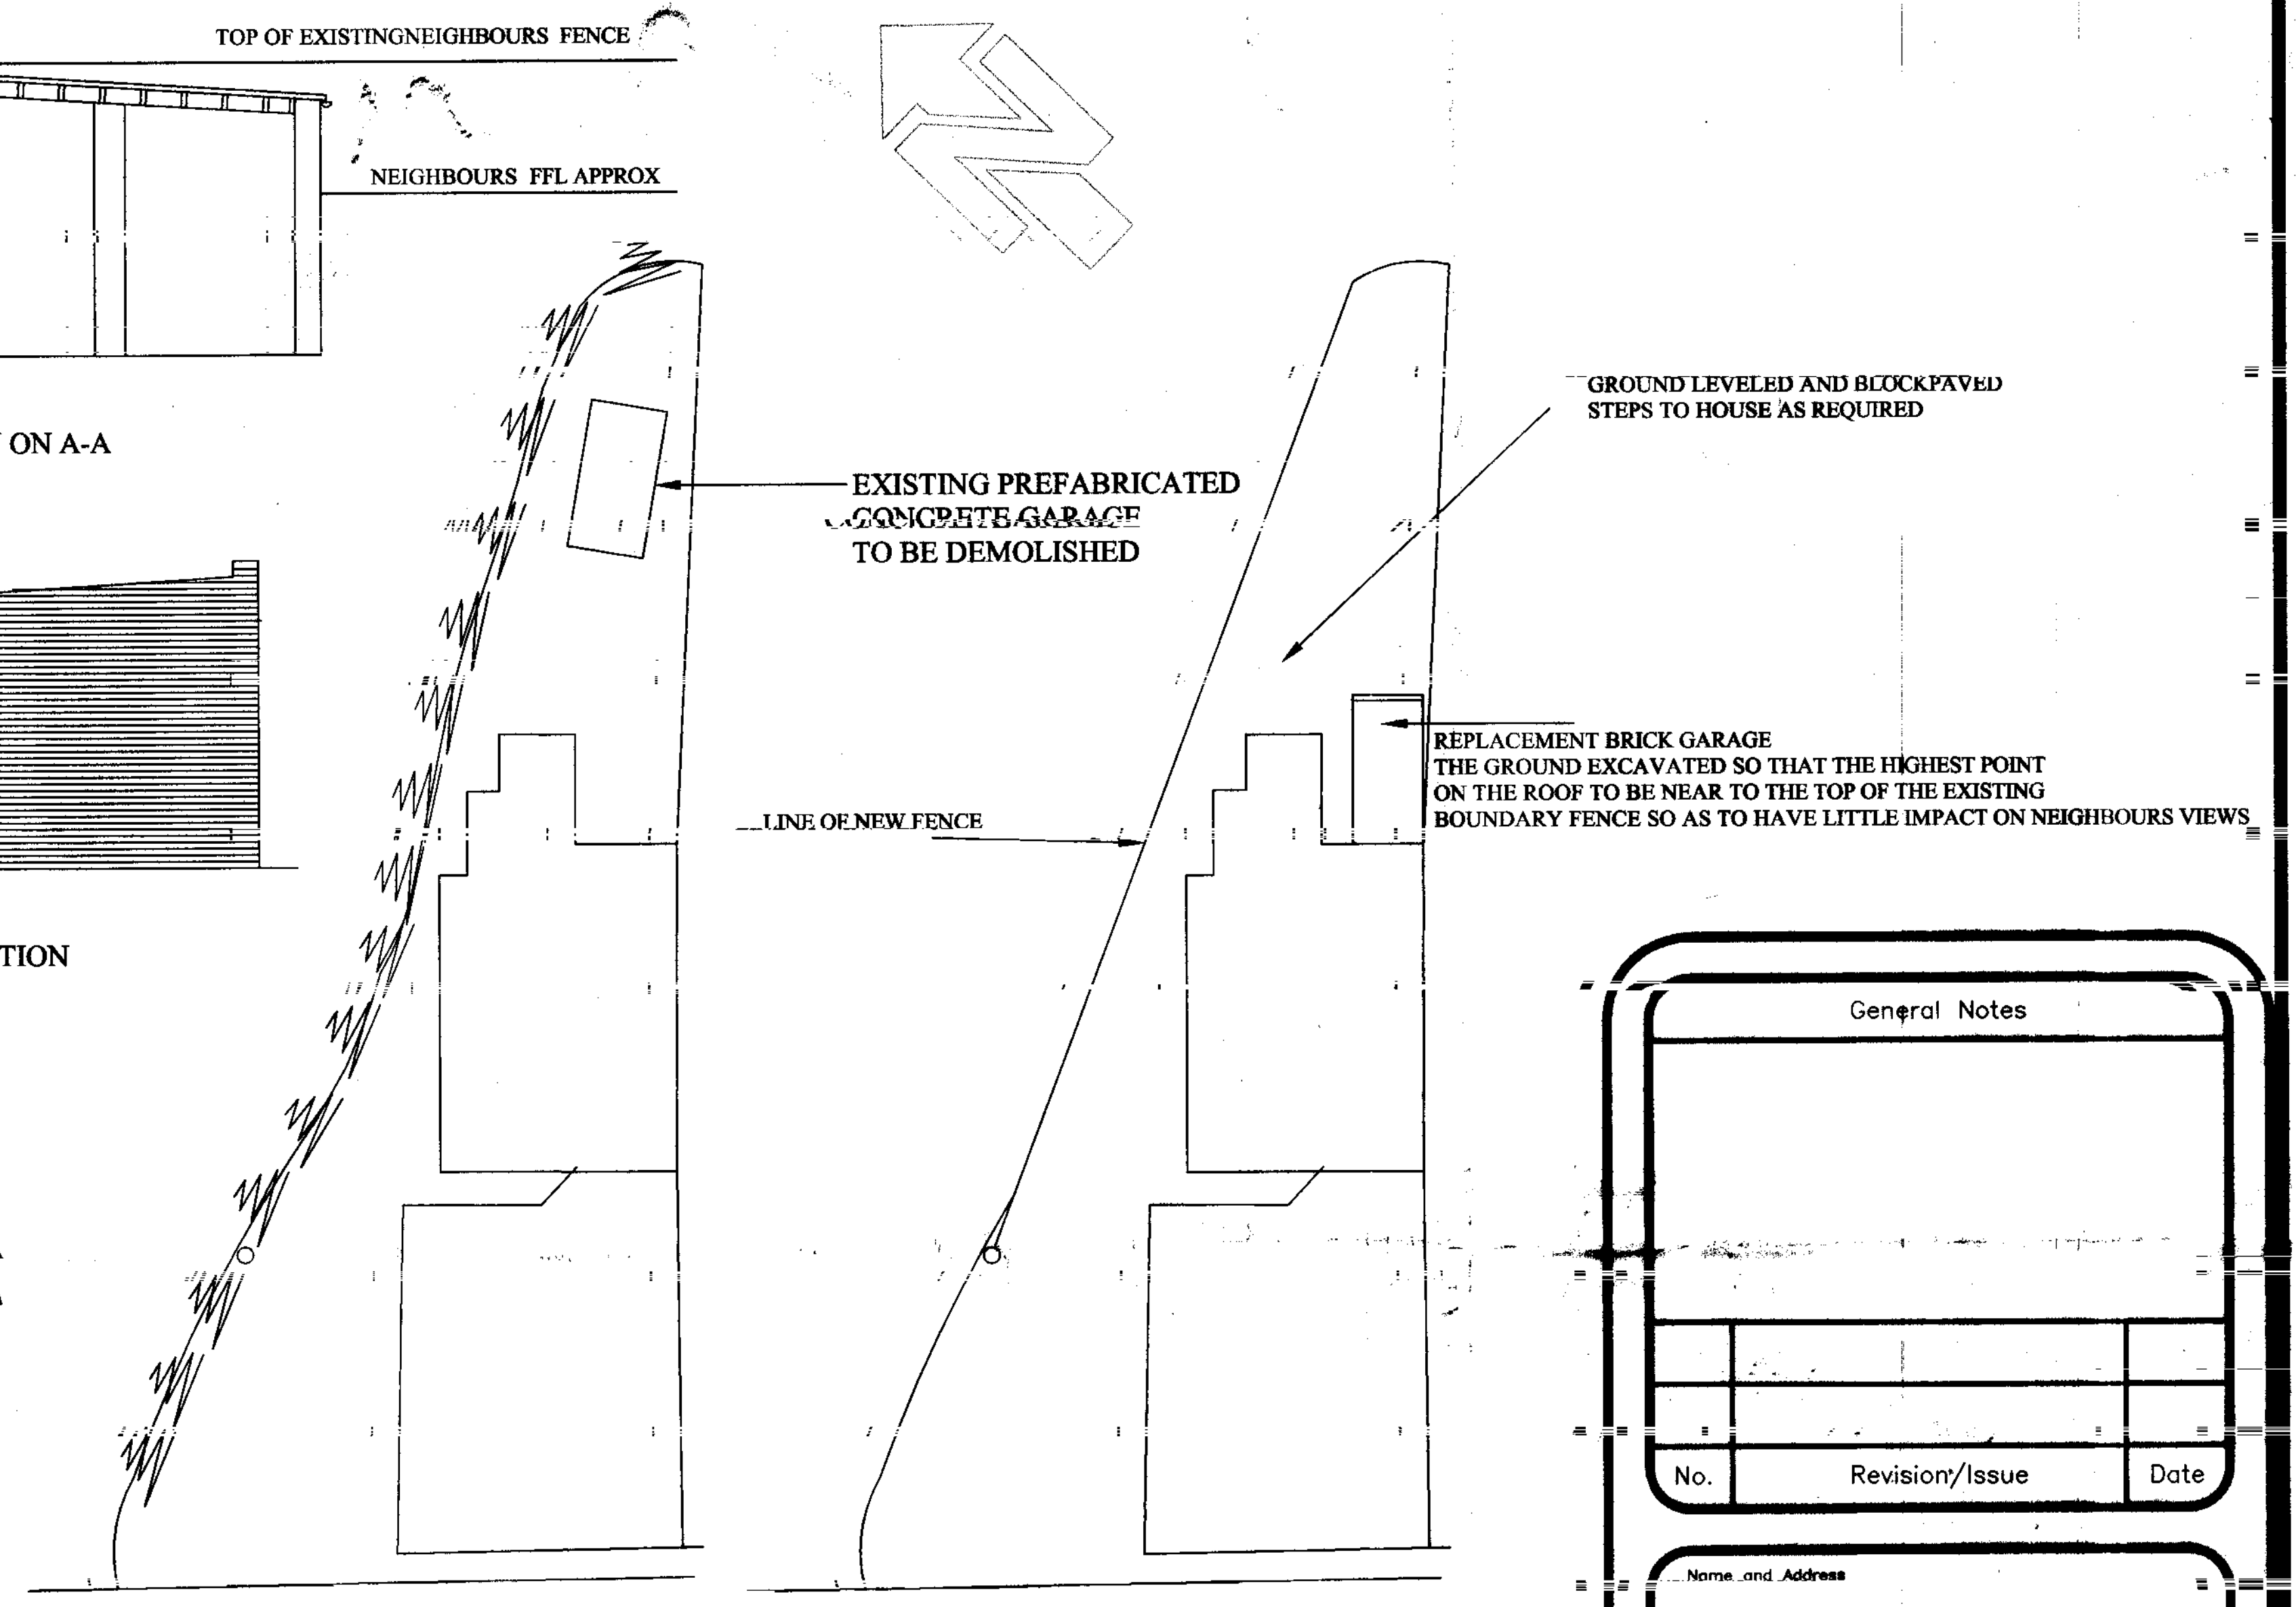 TOP OF EXISTINGNEIGHBOURS FENCE
NEIGHBOURS FFL APPROX
N
ON A-A
EXISTING PREFABRICATED
CONCRETE GARAGE
TO BE DEMOLISHED
GROUND LEVELED AND BLOCKPAVED
STEPS TO HOUSE AS REQUIRED
REPLACEMENT BRICK GARAGE
THE GROUND EXCAVATED SO THAT THE HIGHEST POINT
ON THE ROOF TO BE NEAR TO THE TOP OF THE EXISTING
BOUNDARY FENCE SO AS TO HAVE LITTLE IMPACT ON NEIGHBOURS VIEWS
LINE OF NEW FENCE
TION
General Notes
No.
Revision/Issue
Date
Name and Address